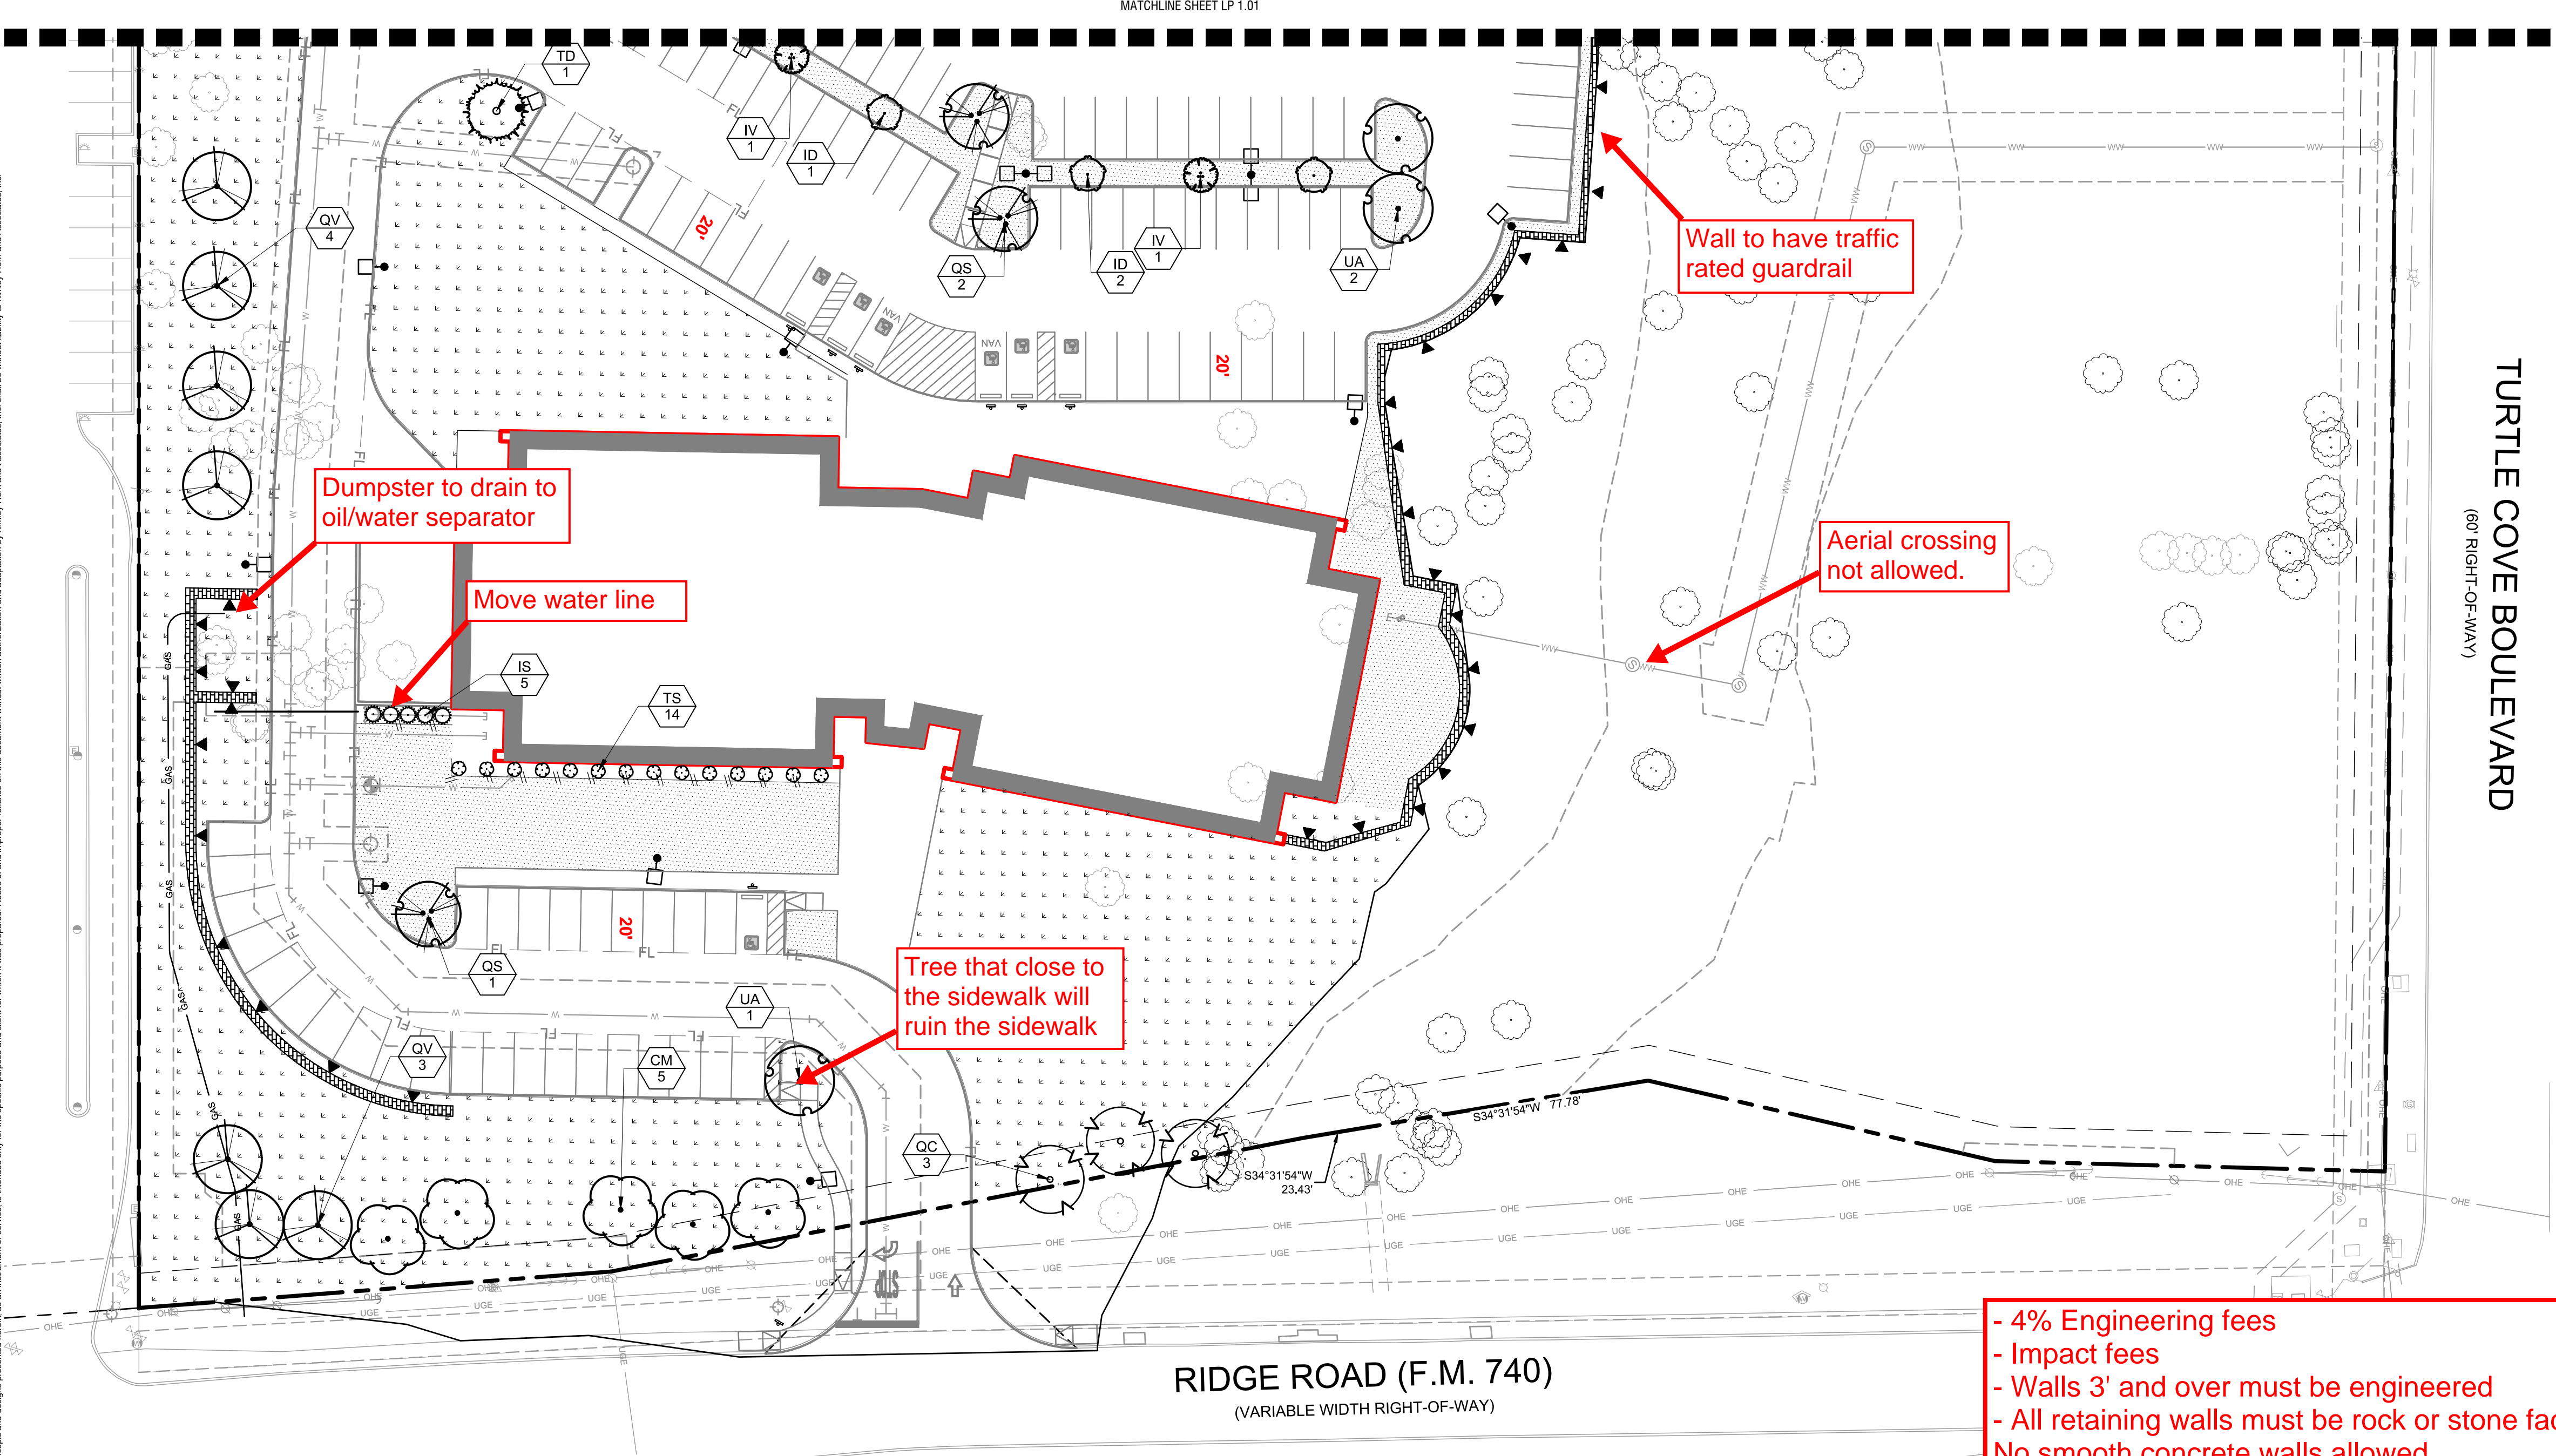 MATCHLINE SHEET LP 1.01
TD
1
IV
1
ID
1
QV
4
QS
2
ID
2
IV
1
UA
2
20'
VAN
VAN
20'
Wall to have traffic
rated guardrail
TURTLE COVE BOULEVARD
(60' RIGHT-OF-WAY)
Dumpster to drain to
oil/water separator
Move water line
Aerial crossing
not allowed.
IS
5
TS
14
GAS
GAS
GAS
GAS
GAS
GAS
20'
FL
FL
QS
1
UA
1
Tree that close to
the sidewalk will
ruin the sidewalk
QV
3
CM
5
QC
3
S34°31'54"W 77.78'
S34°31'54"W
23.43'
OHE
UGE
STOP
RIDGE ROAD (F.M. 740)
(VARIABLE WIDTH RIGHT-OF-WAY)
- 4% Engineering fees
- Impact fees
- Walls 3' and over must be engineered
- All retaining walls must be rock or stone fac
No smooth concrete walls allowed